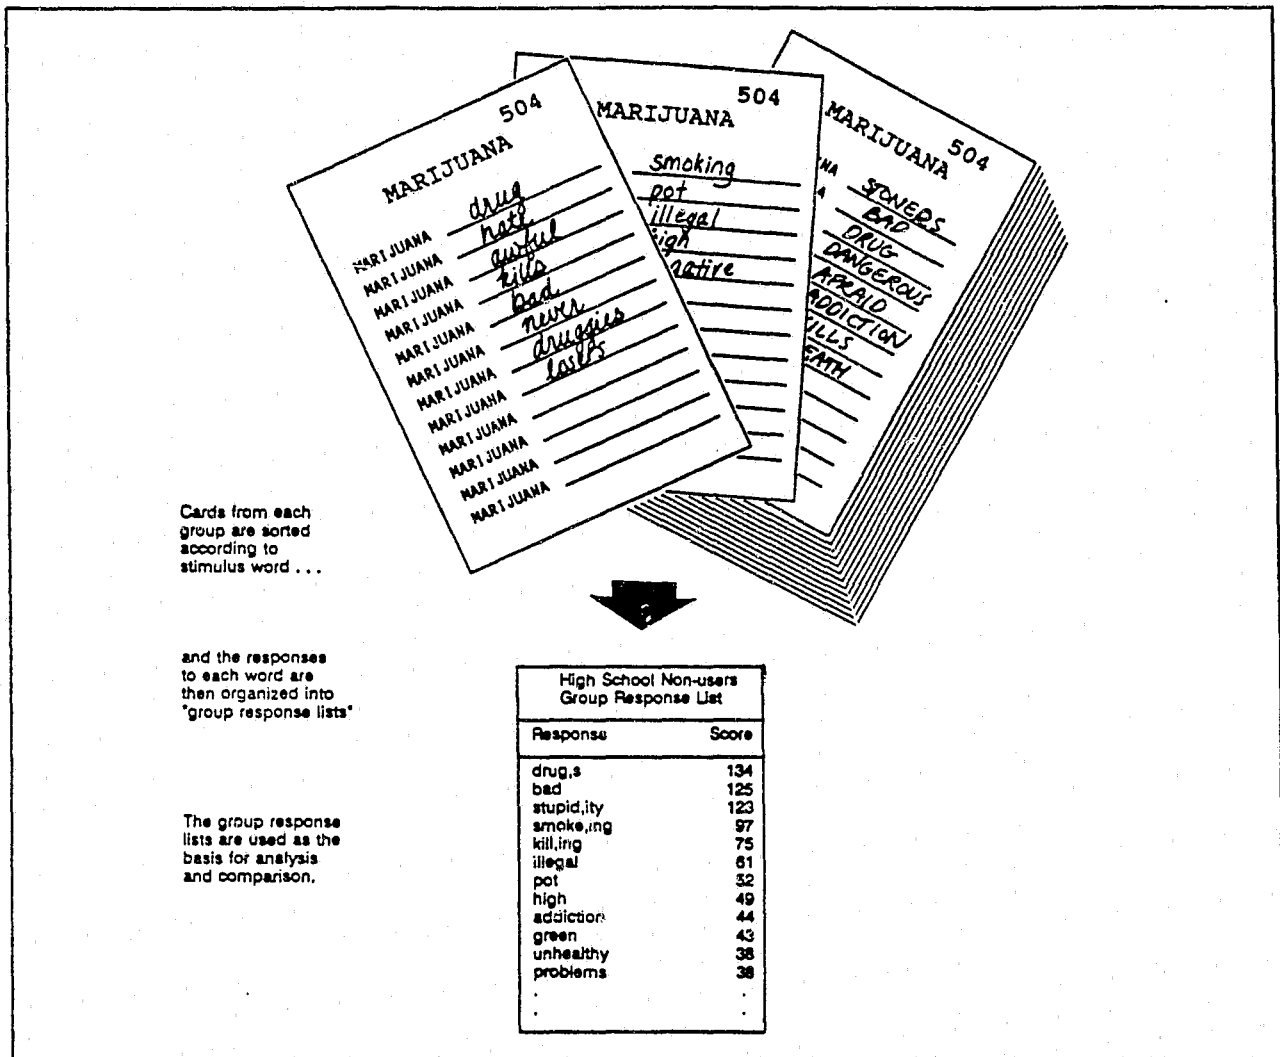 504
MARIJUANA
MARIJUANA drug
MARIJUANA hate
MARIJUANA awful
MARIJUANA kills
MARIJUANA bad
MARIJUANA never
MARIJUANA druggies
MARIJUANA losers
MARIJUANA
MARIJUANA
MARIJUANA
MARIJUANA
504
MARIJUANA
smoking
pot
illegal
igh
native
504
MARIJUANA
NA STONERS
A BAD
DRUG
DANGEROUS
AFRAID
ADDICTION
ILLS
EATH
Cards from each
group are sorted
according to
stimulus word . . .
and the responses
to each word are
then organized into
"group response lists"
The group response
lists are used as the
basis for analysis
and comparison.
High School Non-users
Group Response List
Response Score
drug,s 134
bad 125
stupid,ity 123
smoke,ing 97
kill,ing 75
illegal 61
pot 52
high 49
addiction 44
green 43
unhealthy 38
problems 38
. .
. .